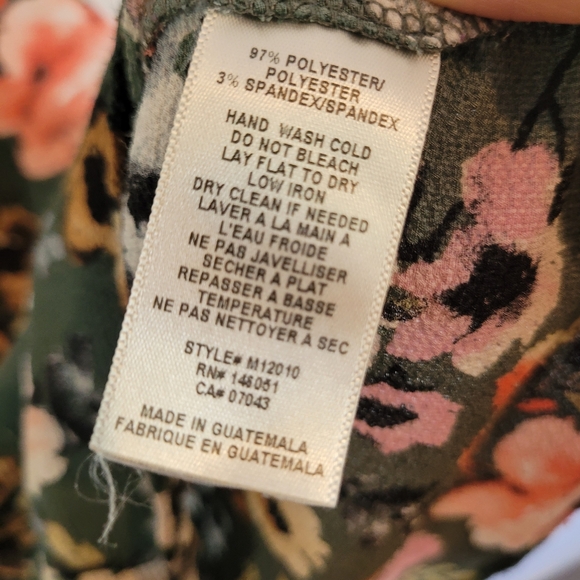 97% POLYESTER/
POLYESTER
3% SPANDEX/SPANDEX
HAND WASH COLD
DO NOT BLEACH
LAY FLAT TO DRY
LOW IRON
DRY CLEAN IF NEEDED
LAVER A LA MAIN A
L'EAU FROIDE
NE PAS JAVELLISER
SECHER A PLAT
REPASSER A BASSE
TEMPERATURE
NE PAS NETTOYER A SEC
STYLE# M12010
RN# 146051
CA# 07043
MADE IN GUATEMALA
FABRIQUE EN GUATEMALA